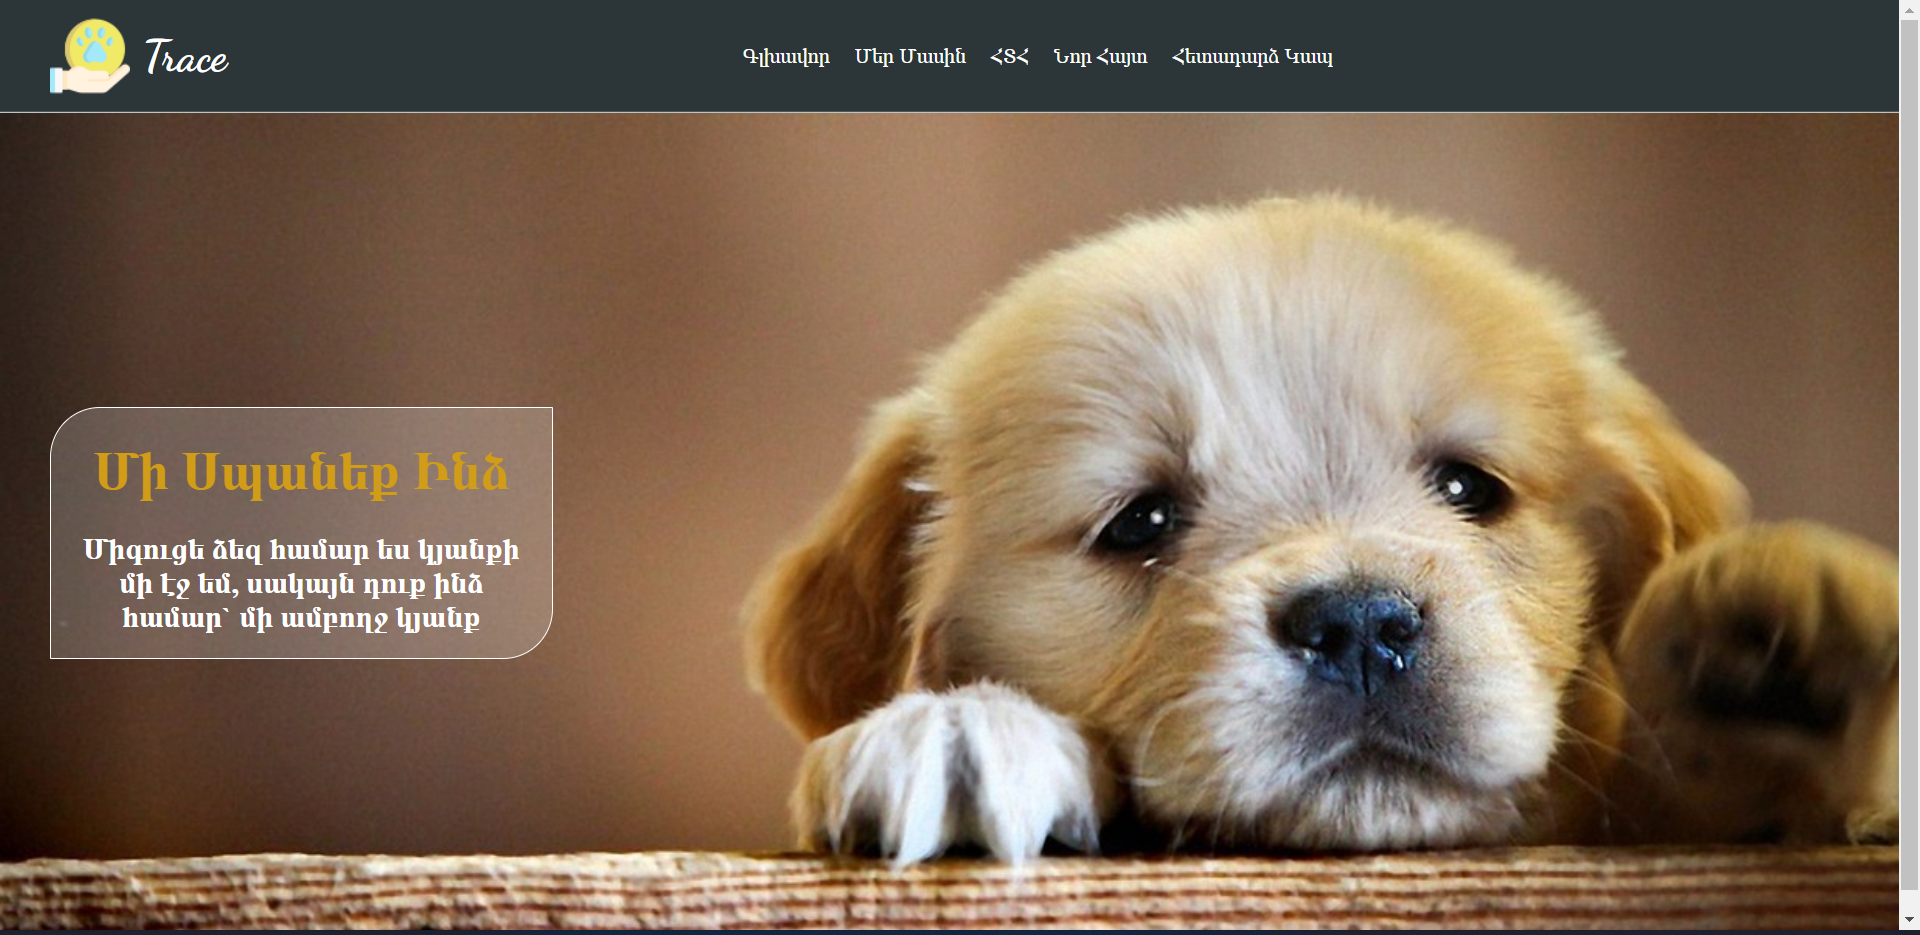 Trace
Գլխավոր Մեր Մասին ՀՏՀ Նոր Հայտ Հետադարձ Կապ
Մի Սպանեք Ինձ
Միգուցե ձեզ համար ես կյանքի
մի էջ եմ, սակայն դուք ինձ
համար` մի ամբողջ կյանք